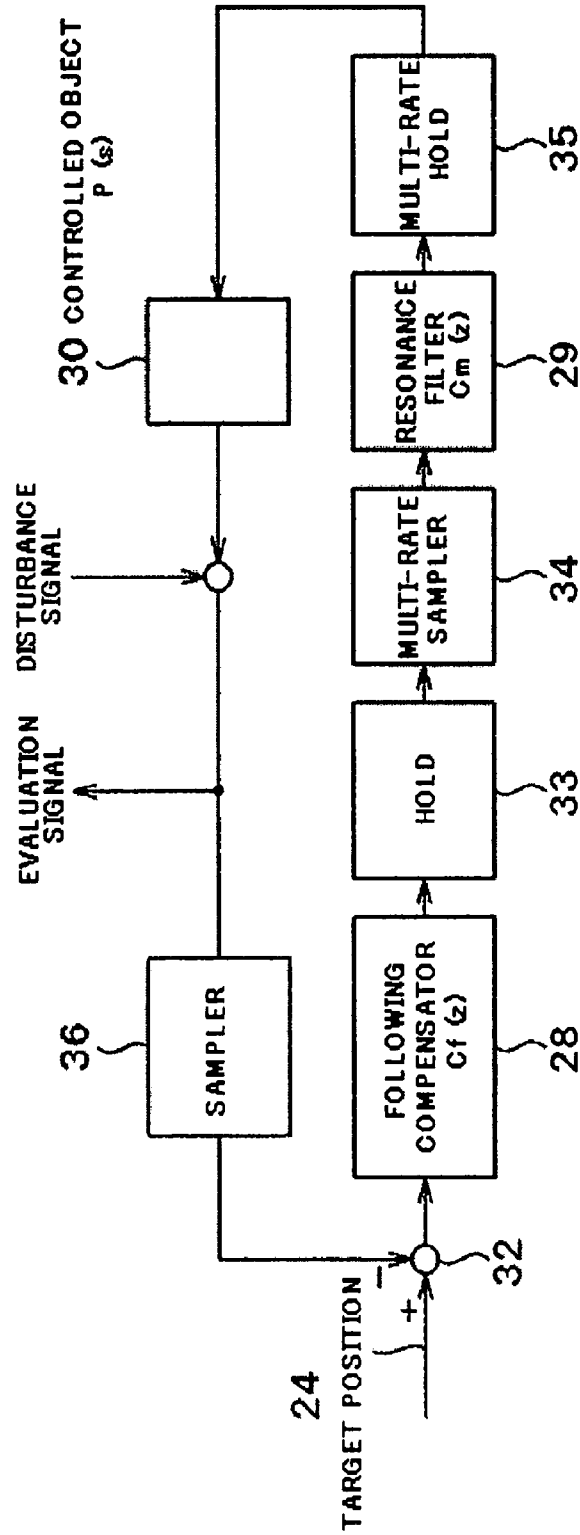 24
TARGET POSITION
+
−
32
FOLLOWING
COMPENSATOR
Cf (z)
28
HOLD
33
MULTI-RATE
SAMPLER
34
RESONANCE
FILTER
Cm (z)
29
MULTI-RATE
HOLD
35
30 CONTROLLED OBJECT
P (s)
DISTURBANCE
SIGNAL
EVALUATION
SIGNAL
36
SAMPLER